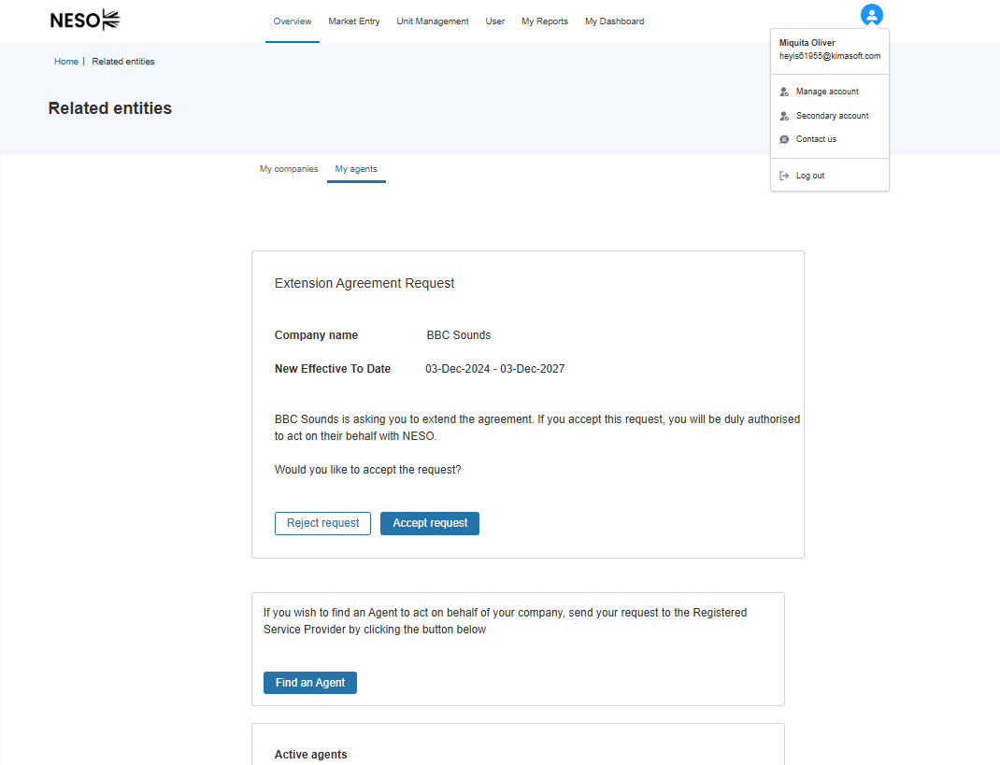 NESO
Overview Market Entry Unit Management User My Reports My Dashboard
Miquita Oliver
heyis61955@kimasoft.com
Manage account
Secondary account
Contact us
Log out
Home | Related entities
Related entities
My companies My agents
Extension Agreement Request
Company name BBC Sounds
New Effective To Date 03-Dec-2024 - 03-Dec-2027
BBC Sounds is asking you to extend the agreement. If you accept this request, you will be duly authorised
to act on their behalf with NESO.
Would you like to accept the request?
Reject request Accept request
If you wish to find an Agent to act on behalf of your company, send your request to the Registered
Service Provider by clicking the button below
Find an Agent
Active agents